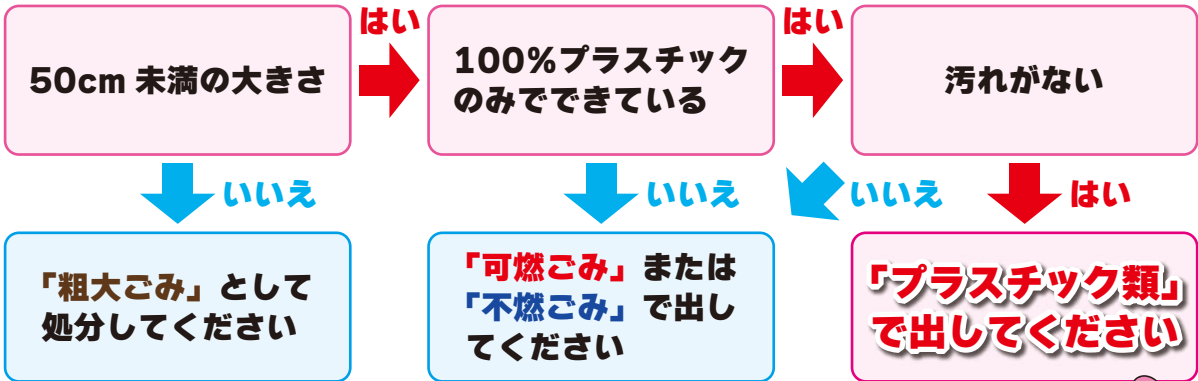 はい
はい
50cm 未満の大きさ
100%プラスチック
のみでできている
汚れがない
いいえ
いいえ
いいえ
はい
「粗大ごみ」として
処分してください
「可燃ごみ」または
「不燃ごみ」で出し
てください
「プラスチック類」
で出してください